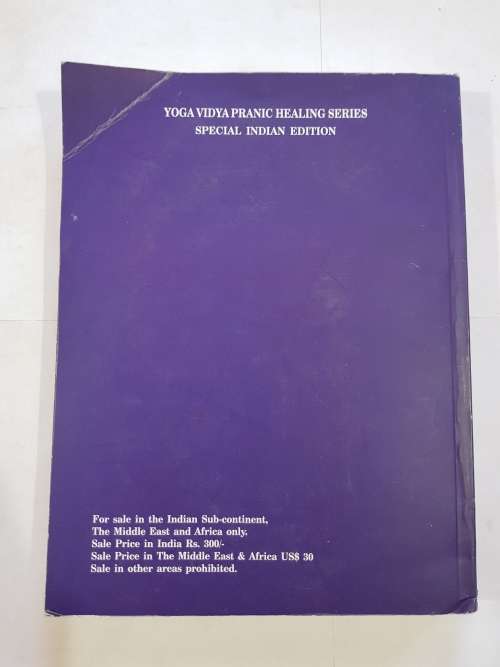 YOGA VIDYA PRANIC HEALING SERIES
SPECIAL INDIAN EDITION
For sale in the Indian Sub-continent,
The Middle East and Africa only.
Sale Price in India Rs. 300/-
Sale Price in The Middle East & Africa US$ 30
Sale in other areas prohibited.